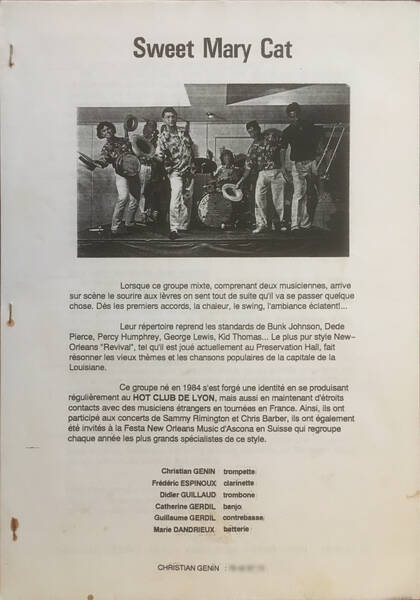 Sweet Mary Cat
Lorsque ce groupe mixte, comprenant deux musiciennes, arrive
sur scène le sourire aux lèvres on sent tout de suite qu'il va se passer quelque
chose. Dès les premiers accords, la chaleur, le swing, l'ambiance éclatent!...
Leur répertoire reprend les standards de Bunk Johnson, Dede
Pierce, Percy Humphrey, George Lewis, Kid Thomas... Le plus pur style New-
Orleans "Revival", tel qu'il est joué actuellement au Preservation Hall, fait
résonner les vieux thèmes et les chansons populaires de la capitale de la
Louisiane.
Ce groupe né en 1984 s'est forgé une identité en se produisant
régulièrement au HOT CLUB DE LYON, mais aussi en maintenant d'étroits
contacts avec des musiciens étrangers en tournées en France. Ainsi, ils ont
participé aux concerts de Sammy Rimington et Chris Barber, ils ont également
été invités à la Festa New Orleans Music d'Ascona en Suisse qui regroupe
chaque année les plus grands spécialistes de ce style.
Christian GENIN trompette
Frédéric ESPINOUX clarinette
Didier GUILLAUD trombone
Catherine GERDIL banjo
Guillaume GERDIL contrebasse
Marie DANDRIEUX batterie
CHRISTIAN GENIN :